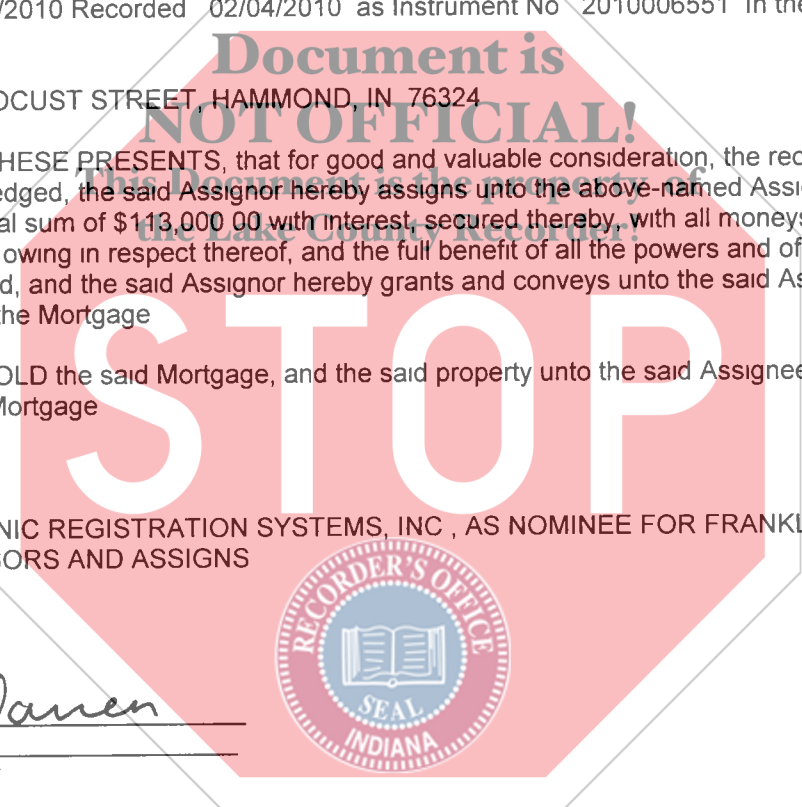 /2010 Recorded 02/04/2010 as Instrument No 2010006551 in the
Document is
OCUST STREET, HAMMOND, IN 76324
NOT OFFICIAL!
HESE PRESENTS, that for good and valuable consideration, the rec
This Document is the property of
edged, the said Assignor hereby assigns unto the above-named Assi
al sum of $113,000 00 with interest, secured thereby, with all moneys
the Lake County Recorder!
owing in respect thereof, and the full benefit of all the powers and of
d, and the said Assignor hereby grants and conveys unto the said As
the Mortgage
STOP
OLD the said Mortgage, and the said property unto the said Assignee
Mortgage
NIC REGISTRATION SYSTEMS, INC , AS NOMINEE FOR FRANKL
SORS AND ASSIGNS
RECORDER'S OFFICE
SEAL
INDIANA